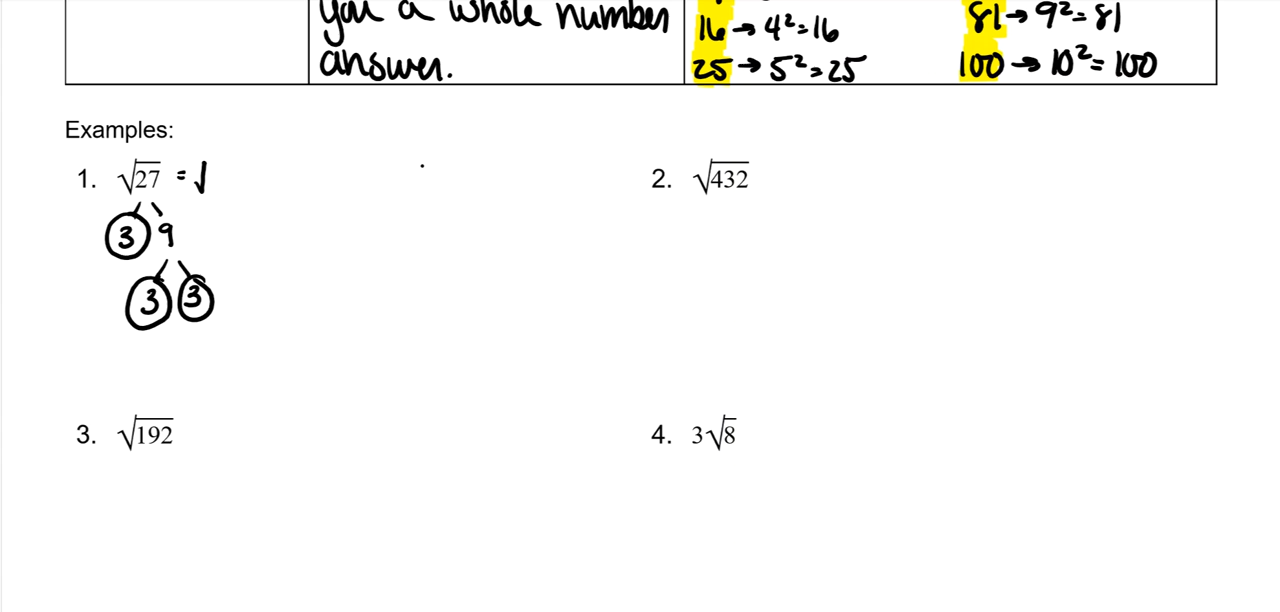 you a whole number
answer.
16 → 4² = 16
25 → 5² = 25
81 → 9² = 81
100 → 10² = 100
Examples:
1. √27 = √
3 9
3 3
2. √432
3. √192
4. 3√8